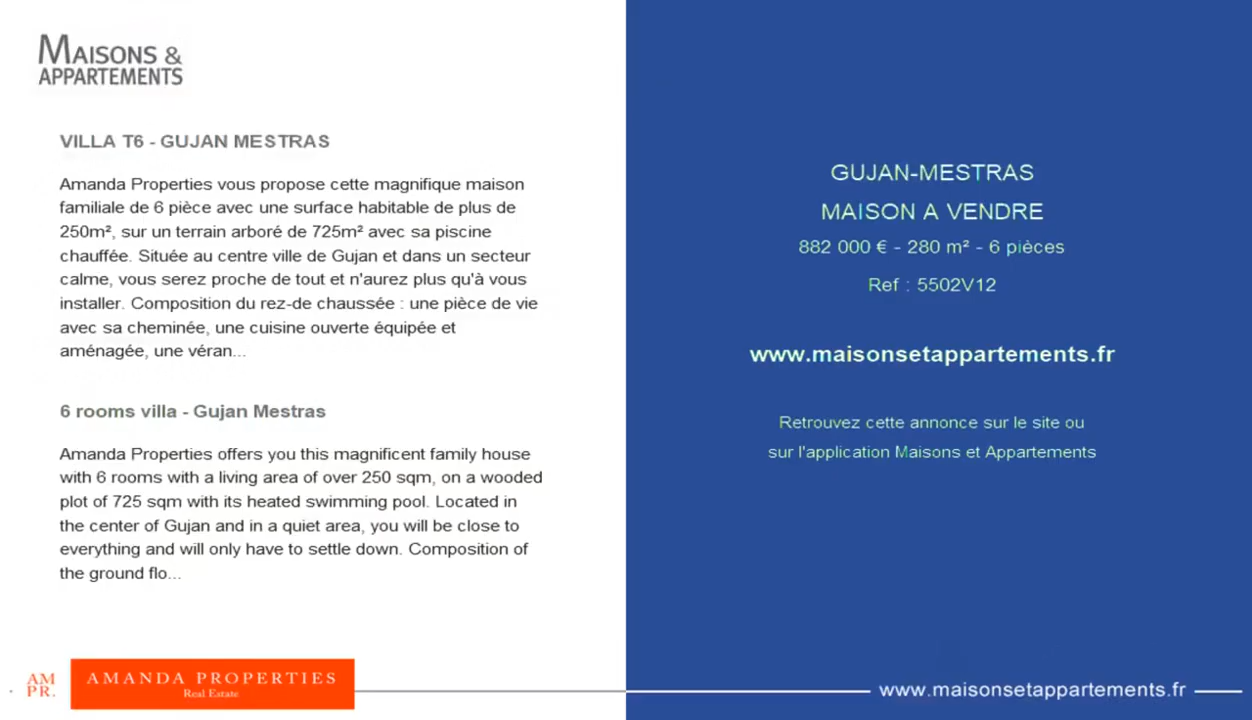 MAISONS &
APPARTEMENTS
VILLA T6 - GUJAN MESTRAS
Amanda Properties vous propose cette magnifique maison
familiale de 6 pièce avec une surface habitable de plus de
250m², sur un terrain arboré de 725m² avec sa piscine
chauffée. Située au centre ville de Gujan et dans un secteur
calme, vous serez proche de tout et n'aurez plus qu'à vous
installer. Composition du rez-de chaussée : une pièce de vie
avec sa cheminée, une cuisine ouverte équipée et
aménagée, une véran...
6 rooms villa - Gujan Mestras
Amanda Properties offers you this magnificent family house
with 6 rooms with a living area of over 250 sqm, on a wooded
plot of 725 sqm with its heated swimming pool. Located in
the center of Gujan and in a quiet area, you will be close to
everything and will only have to settle down. Composition of
the ground flo...
AM
PR.
AMANDA PROPERTIES
Real Estate
GUJAN-MESTRAS
MAISON A VENDRE
882 000 € - 280 m² - 6 pièces
Ref : 5502V12
www.maisonsetappartements.fr
Retrouvez cette annonce sur le site ou
sur l'application Maisons et Appartements
www.maisonsetappartements.fr